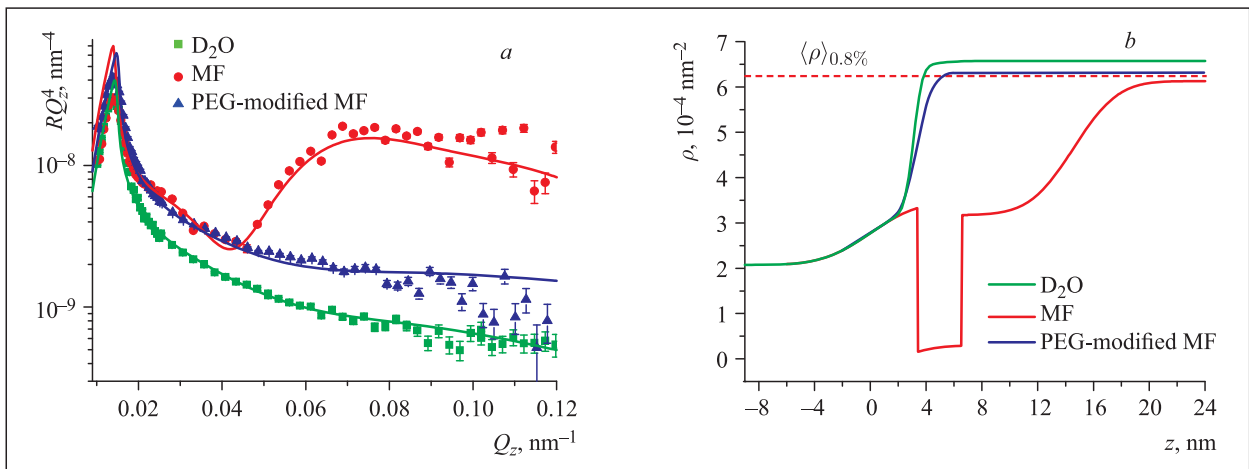 a
D₂O
MF
PEG-modified MF
RQ_z⁴, nm⁻⁴
10⁻⁸
10⁻⁹
0.02 0.04 0.06 0.08 0.10 0.12
Q_z, nm⁻¹
b
⟨ρ⟩0.8%
ρ, 10⁻⁴ nm⁻²
7
6
5
4
3
2
1
0
D₂O
MF
PEG-modified MF
−8 −4 0 4 8 12 16 20 24
z, nm